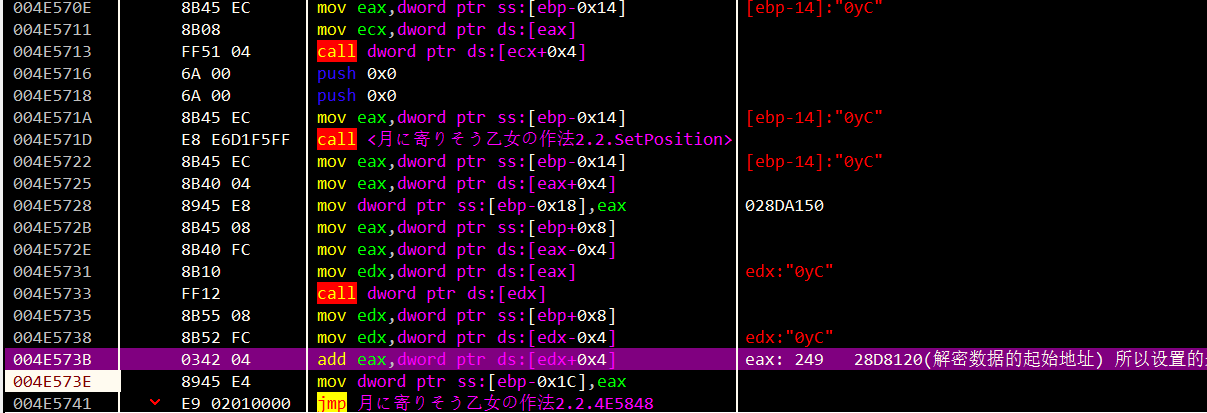 004E570E 8B45 EC mov eax,dword ptr ss:[ebp-0x14] [ebp-14]:"0yC"
004E5711 8B08 mov ecx,dword ptr ds:[eax]
004E5713 FF51 04 call dword ptr ds:[ecx+0x4]
004E5716 6A 00 push 0x0
004E5718 6A 00 push 0x0
004E571A 8B45 EC mov eax,dword ptr ss:[ebp-0x14] [ebp-14]:"0yC"
004E571D E8 E6D1F5FF call <月に寄りそう乙女の作法2.2.SetPosition>
004E5722 8B45 EC mov eax,dword ptr ss:[ebp-0x14] [ebp-14]:"0yC"
004E5725 8B40 04 mov eax,dword ptr ds:[eax+0x4]
004E5728 8945 E8 mov dword ptr ss:[ebp-0x18],eax 028DA150
004E572B 8B45 08 mov eax,dword ptr ss:[ebp+0x8]
004E572E 8B40 FC mov eax,dword ptr ds:[eax-0x4]
004E5731 8B10 mov edx,dword ptr ds:[eax] edx:"0yC"
004E5733 FF12 call dword ptr ds:[edx]
004E5735 8B55 08 mov edx,dword ptr ss:[ebp+0x8]
004E5738 8B52 FC mov edx,dword ptr ds:[edx-0x4] edx:"0yC"
004E573B 0342 04 add eax,dword ptr ds:[edx+0x4] eax: 249 28D8120(解密数据的起始地址) 所以设置的
004E573E 8945 E4 mov dword ptr ss:[ebp-0x1C],eax
004E5741 E9 02010000 jmp 月に寄りそう乙女の作法2.2.4E5848